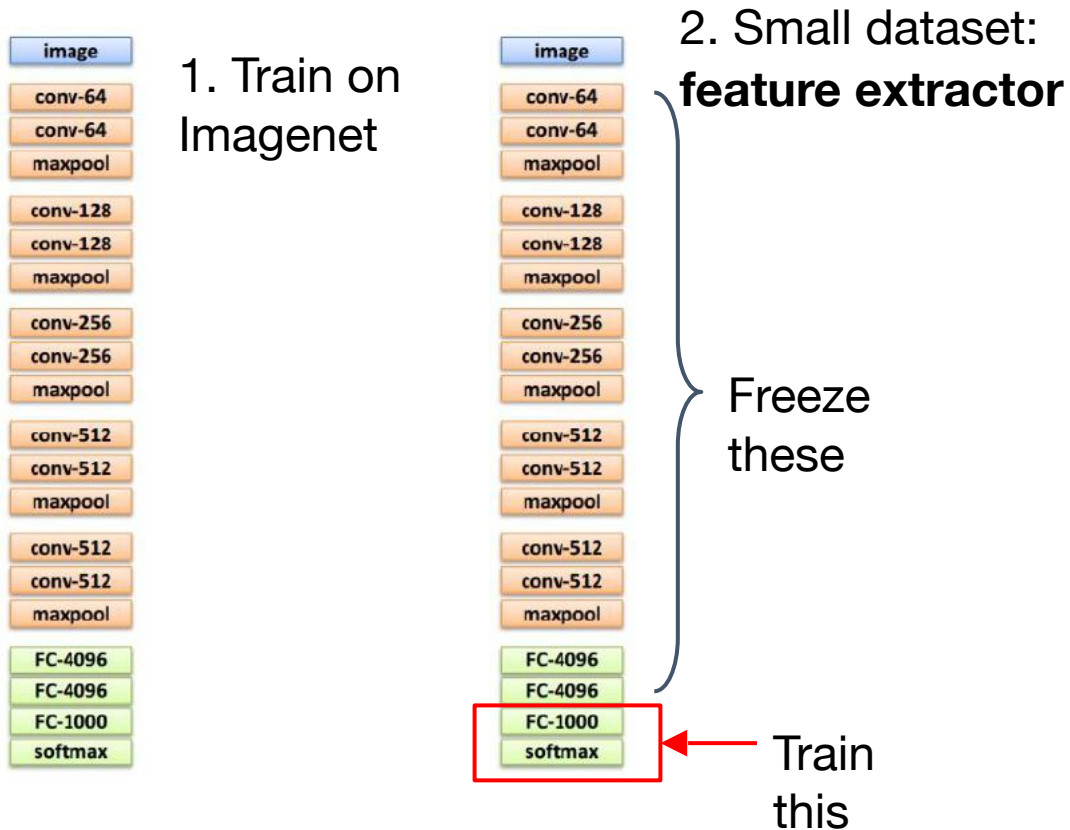 image
conv-64
conv-64
maxpool
conv-128
conv-128
maxpool
conv-256
conv-256
maxpool
conv-512
conv-512
maxpool
conv-512
conv-512
maxpool
FC-4096
FC-4096
FC-1000
softmax
1. Train on
Imagenet
image
conv-64
conv-64
maxpool
conv-128
conv-128
maxpool
conv-256
conv-256
maxpool
conv-512
conv-512
maxpool
conv-512
conv-512
maxpool
FC-4096
FC-4096
FC-1000
softmax
2. Small dataset:
feature extractor
Freeze
these
Train
this